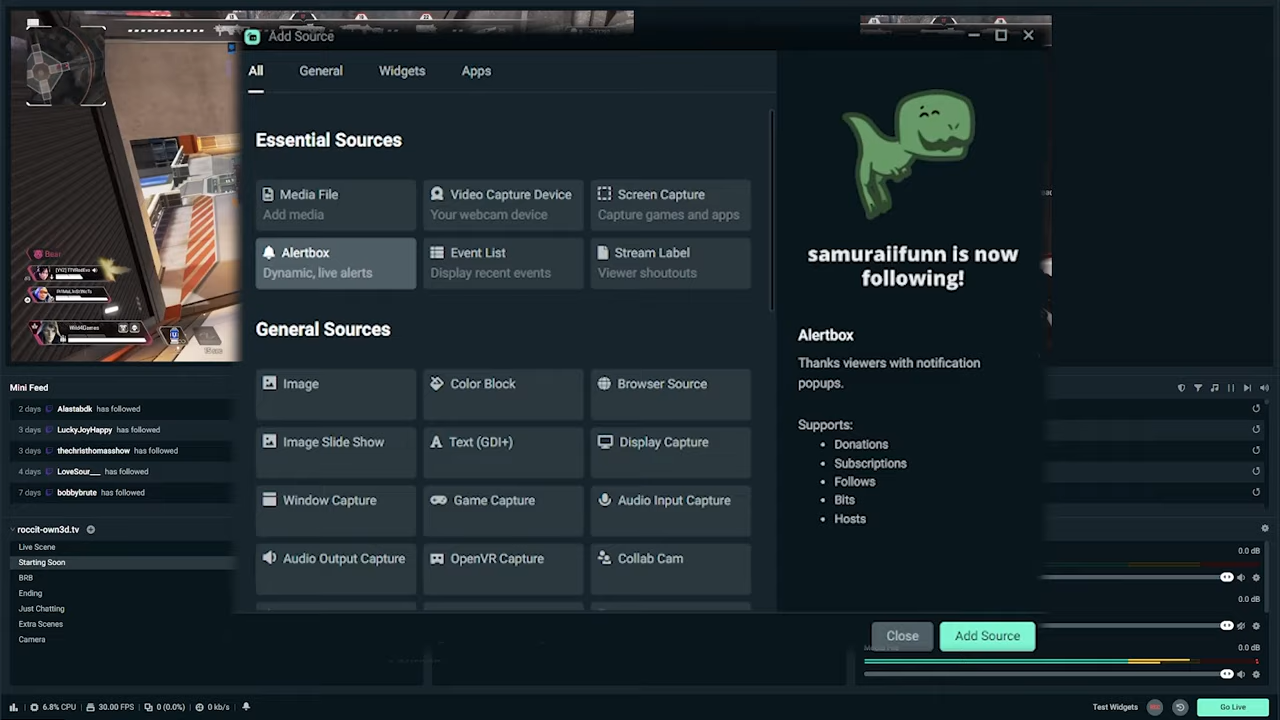 Add Source
All
General
Widgets
Apps
Essential Sources
Media File
Add media
Video Capture Device
Your webcam device
Screen Capture
Capture games and apps
Alertbox
Dynamic, live alerts
Event List
Display recent events
Stream Label
Viewer shoutouts
General Sources
Image
Color Block
Browser Source
Image Slide Show
Text (GDI+)
Display Capture
Window Capture
Game Capture
Audio Input Capture
Audio Output Capture
OpenVR Capture
Collab Cam
samuraiifunn is now
following!
Alertbox
Thanks viewers with notification
popups.
Supports:
Donations
Subscriptions
Follows
Bits
Hosts
Close
Add Source
Bear
Wild4Games
Mini Feed
2 days Alastabdk has followed
3 days LuckyJoyHappy has followed
3 days thechristhomasshow has followed
4 days LoveSour___ has followed
7 days bobbybrute has followed
roccit-own3d.tv
Live Scene
Starting Soon
BRB
Ending
Just Chatting
Extra Scenes
Camera
0.0 dB
0.0 dB
0.0 dB
6.8% CPU
30.00 FPS
0 (0.0%)
0 kb/s
Test Widgets
REC
Go Live